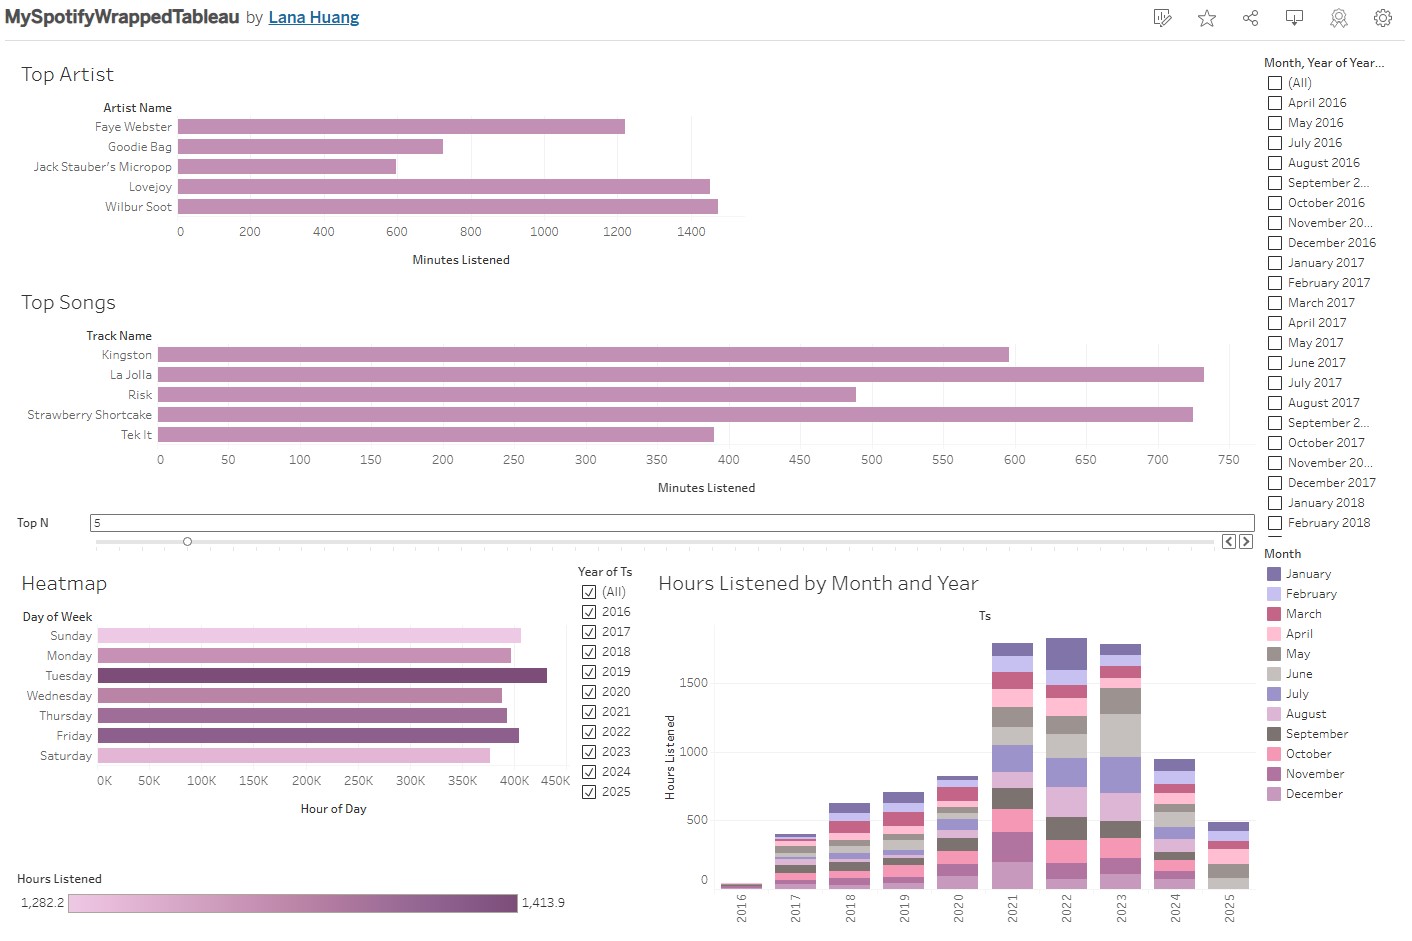 MySpotifyWrappedTableau by Lana Huang
Top Artist
Artist Name
Faye Webster
Goodie Bag
Jack Stauber's Micropop
Lovejoy
Wilbur Soot
0 200 400 600 800 1000 1200 1400
Minutes Listened
Top Songs
Track Name
Kingston
La Jolla
Risk
Strawberry Shortcake
Tek It
0 50 100 150 200 250 300 350 400 450 500 550 600 650 700 750
Minutes Listened
Top N
5
Month, Year of Year...
(All)
April 2016
May 2016
July 2016
August 2016
September 2...
October 2016
November 20...
December 2016
January 2017
February 2017
March 2017
April 2017
May 2017
June 2017
July 2017
August 2017
September 2...
October 2017
November 20...
December 2017
January 2018
February 2018
Heatmap
Day of Week
Sunday
Monday
Tuesday
Wednesday
Thursday
Friday
Saturday
0K 50K 100K 150K 200K 250K 300K 350K 400K 450K
Hour of Day
Year of Ts
(All)
2016
2017
2018
2019
2020
2021
2022
2023
2024
2025
Hours Listened
1,282.2 1,413.9
Hours Listened by Month and Year
Ts
Hours Listened
1500
1000
500
0
2016 2017 2018 2019 2020 2021 2022 2023 2024 2025
Month
January
February
March
April
May
June
July
August
September
October
November
December